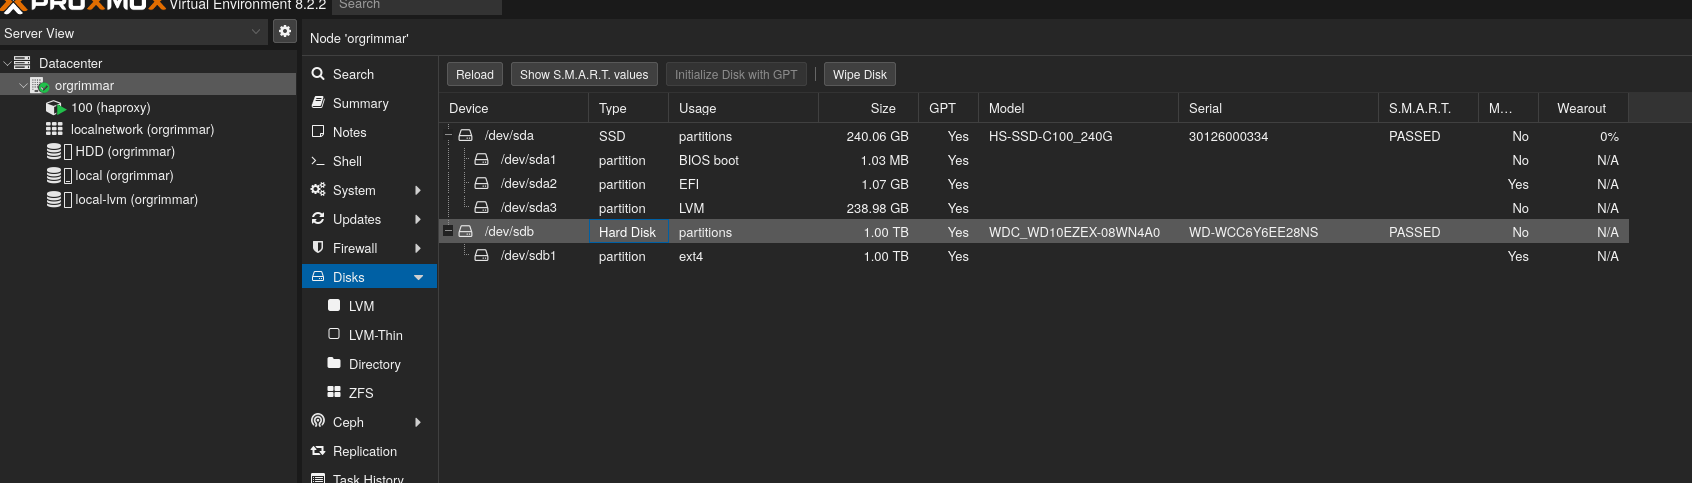 PROXMOX Virtual Environment 8.2.2 Search
Server View
Node 'orgrimmar'
Datacenter
orgrimmar
100 (haproxy)
localnetwork (orgrimmar)
HDD (orgrimmar)
local (orgrimmar)
local-lvm (orgrimmar)
Search
Summary
Notes
Shell
System
Updates
Firewall
Disks
LVM
LVM-Thin
Directory
ZFS
Ceph
Replication
Task History
Reload Show S.M.A.R.T. values Initialize Disk with GPT Wipe Disk
Device Type Usage Size GPT Model Serial S.M.A.R.T. M... Wearout
/dev/sda SSD partitions 240.06 GB Yes HS-SSD-C100_240G 30126000334 PASSED No 0%
/dev/sda1 partition BIOS boot 1.03 MB Yes No N/A
/dev/sda2 partition EFI 1.07 GB Yes Yes N/A
/dev/sda3 partition LVM 238.98 GB Yes No N/A
/dev/sdb Hard Disk partitions 1.00 TB Yes WDC_WD10EZEX-08WN4A0 WD-WCC6Y6EE28NS PASSED No N/A
/dev/sdb1 partition ext4 1.00 TB Yes Yes N/A